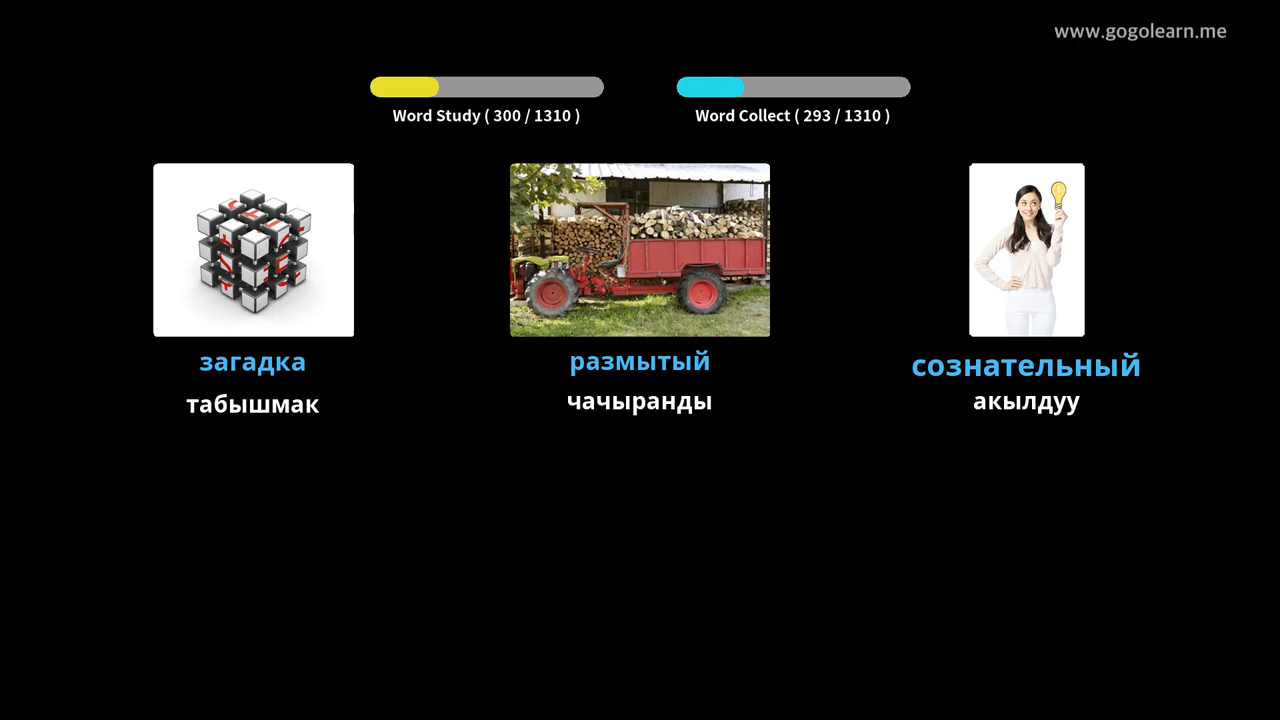 www.gogolearn.me
Word Study ( 300 / 1310 )
Word Collect ( 293 / 1310 )
загадка
размытый
сознательный
табышмак
чачыранды
акылдуу